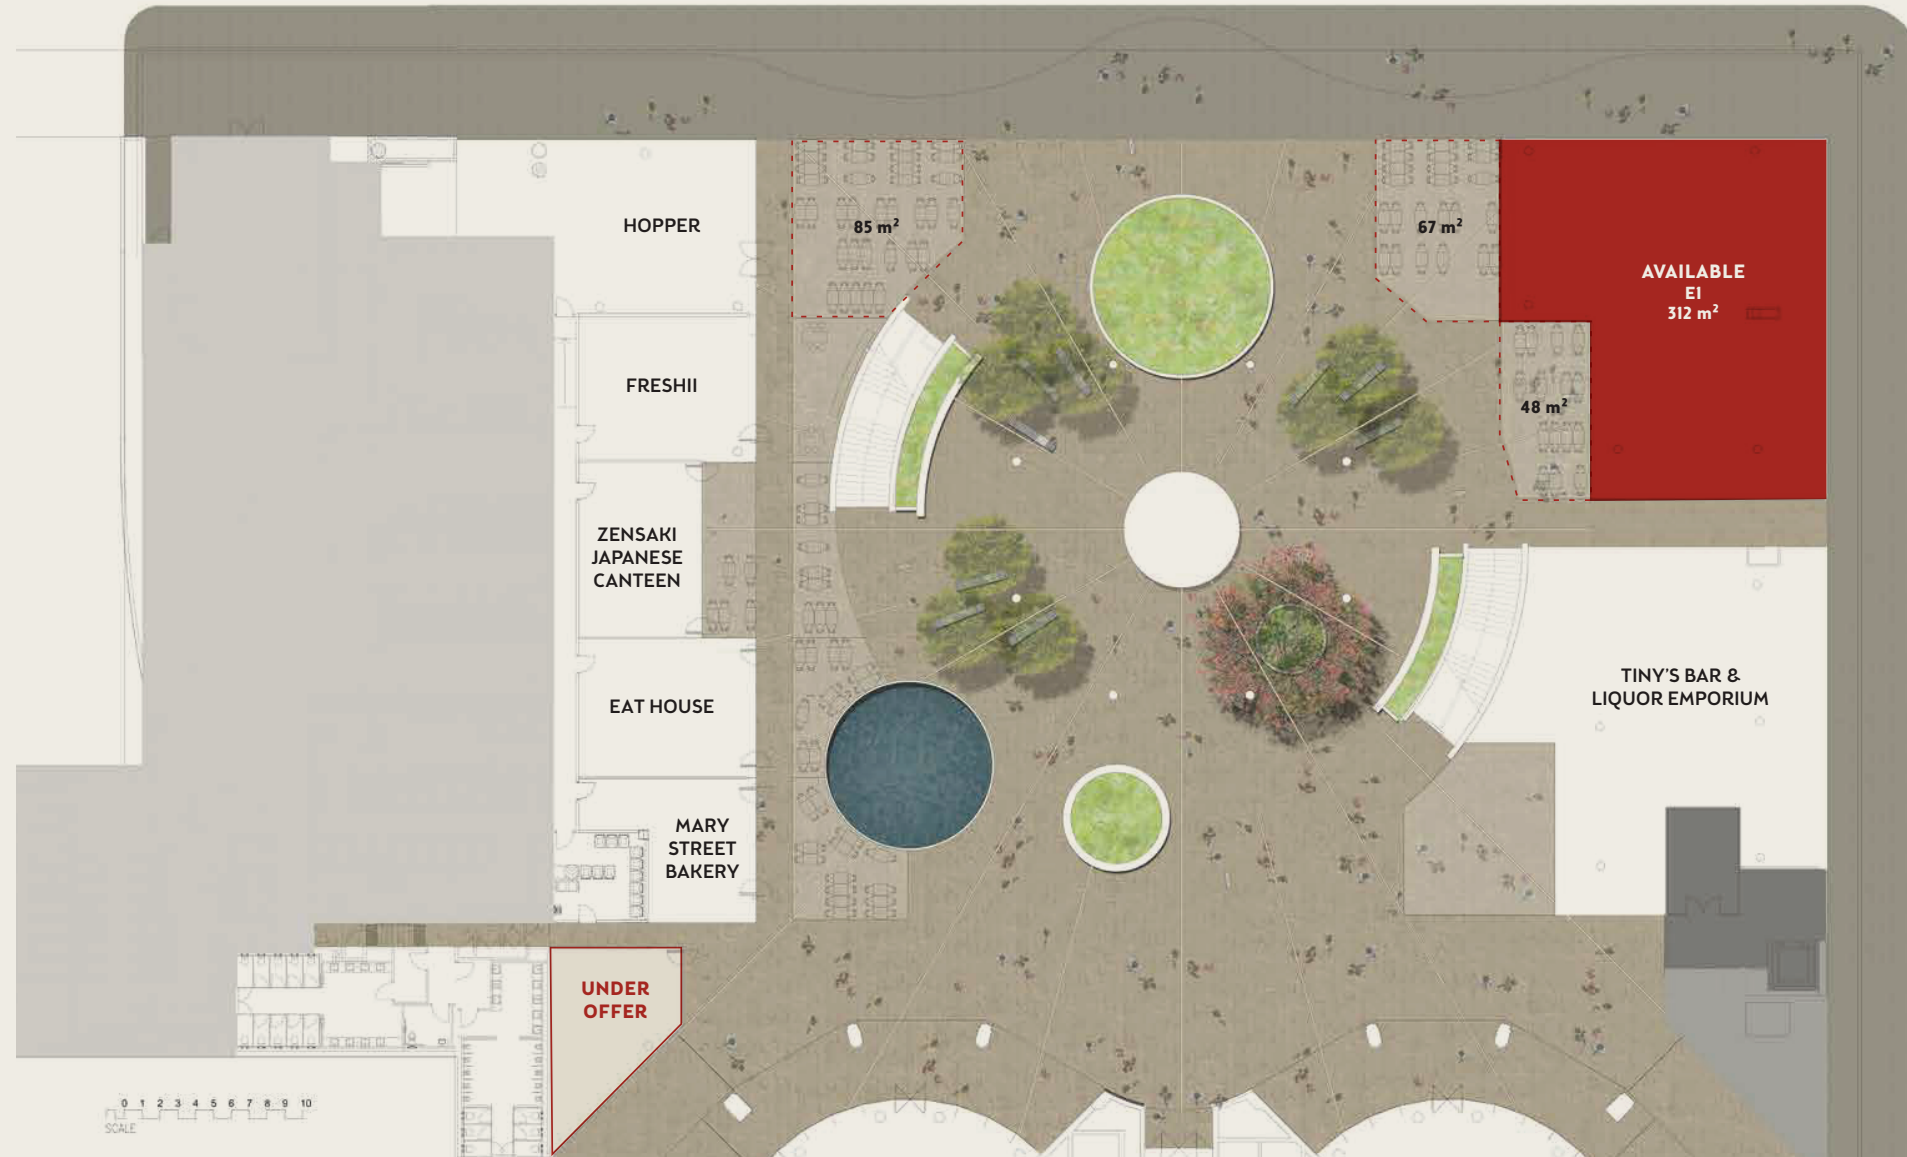 HOPPER
85 m²
67 m²
AVAILABLE
E1
312 m²
FRESHII
48 m²
ZENSAKI
JAPANESE
CANTEEN
EAT HOUSE
TINY'S BAR &
LIQUOR EMPORIUM
MARY
STREET
BAKERY
UNDER
OFFER
0 1 2 3 4 5 6 7 8 9 10
SCALE